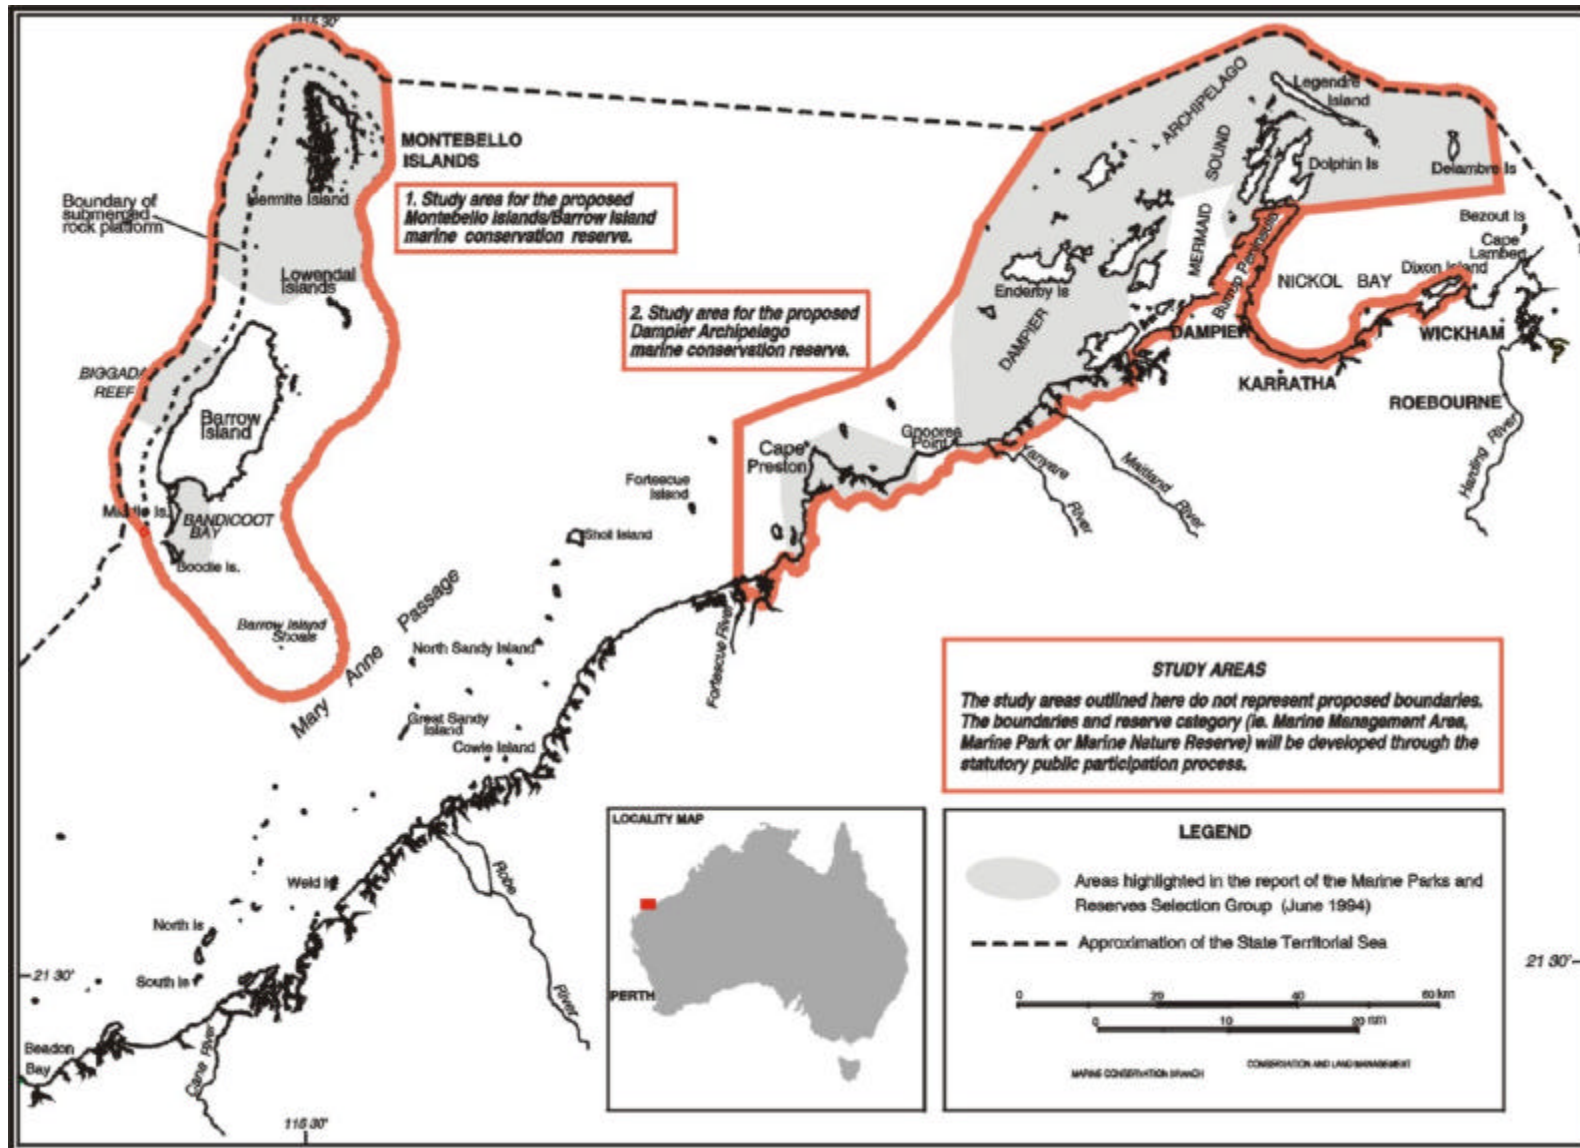 115 30'
MONTEBELLO
ISLANDS
Hermite Island
Boundary of
submerged
rock platform
1. Study area for the proposed
Montebello Islands/Barrow Island
marine conservation reserve.
Lowendal
Islands
BIGGADA
REEF
Barrow
Island
Middle Is.
BANDICOOT
BAY
Boodie Is.
Barrow Island
Shoals
Mary Anne Passage
2. Study area for the proposed
Dampier Archipelago
marine conservation reserve.
DAMPIER ARCHIPELAGO
Legendre
Island
MERMAID SOUND
Dolphin Is
Delambre Is
Enderby Is
Burrup Peninsula
Bezout Is
Cape
Lambert
Dixon Island
NICKOL BAY
DAMPIER
WICKHAM
KARRATHA
ROEBOURNE
Harding River
Gnoorea
Point
Cape
Preston
Yanyare River
Maitland River
Fortescue
Island
Sholl Island
Fortescue River
North Sandy Island
Great Sandy
Island
Cowle Island
Weld Is
Robe River
North Is
South Is
21 30'
21 30'
Beadon
Bay
Cane River
115 30'
STUDY AREAS
The study areas outlined here do not represent proposed boundaries.
The boundaries and reserve category (ie. Marine Management Area,
Marine Park or Marine Nature Reserve) will be developed through the
statutory public participation process.
LOCALITY MAP
PERTH
LEGEND
Areas highlighted in the report of the Marine Parks and
Reserves Selection Group (June 1994)
Approximation of the State Territorial Sea
0 20 40 60 km
0 10 20 nm
MARINE CONSERVATION BRANCH
CONSERVATION AND LAND MANAGEMENT